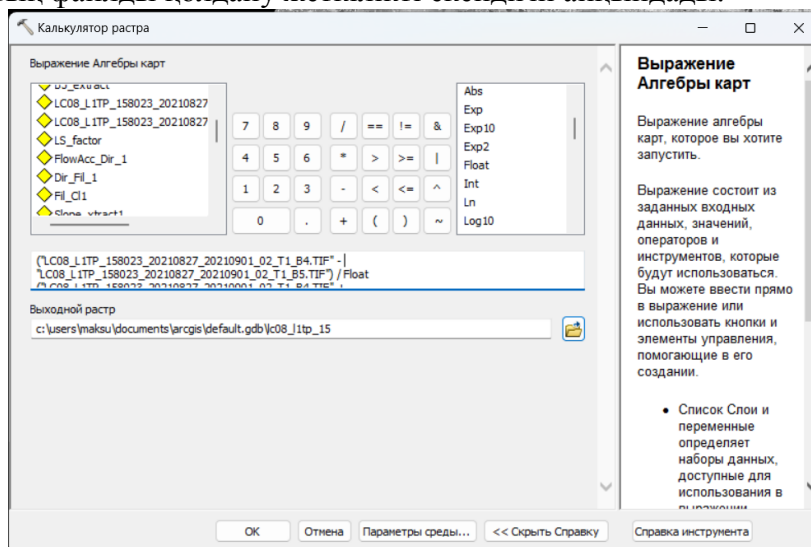 Калькулятор растра
Выражение Алгебры карт
LC08_L1TP_158023_20210827
LC08_L1TP_158023_20210827
LS_factor
FlowAcc_Dir_1
Dir_Fil_1
Fil_Cl1
7 8 9 / == != &
4 5 6 * > >= |
1 2 3 - < <= ^
0 . + ( ) ~
Abs
Exp
Exp10
Exp2
Float
Int
Ln
Log10
("LC08_L1TP_158023_20210827_20210901_02_T1_B4.TIF" -
"LC08_L1TP_158023_20210827_20210901_02_T1_B5.TIF") / Float
("LC08_L1TP_158023_20210827_20210901_02_T1_B4.TIF" +
Выходной растр
c:\users\maksu\documents\arcgis\default.gdb\lc08_l1tp_15
OK Отмена Параметры среды... << Скрыть Справку Справка инструмента
Выражение
Алгебры карт
Выражение алгебры
карт, которое вы хотите
запустить.
Выражение состоит из
заданных входных
данных, значений,
операторов и
инструментов, которые
будут использоваться.
Вы можете ввести прямо
в выражение или
использовать кнопки и
элементы управления,
помогающие в его
создании.
• Список Слои и
переменные
определяет
наборы данных,
доступные для
использования в
выражении